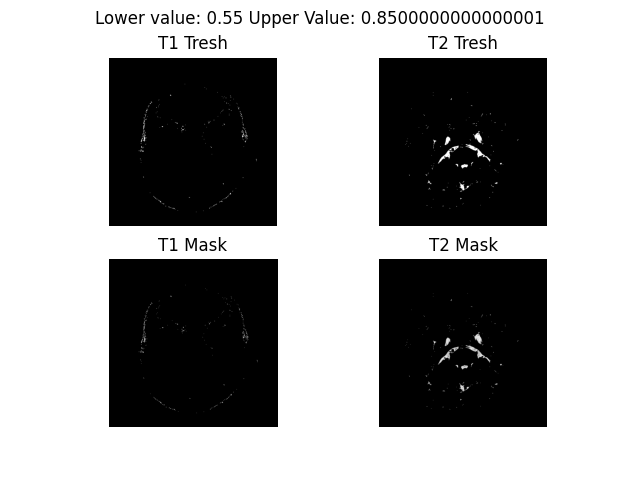 Lower value: 0.55 Upper Value: 0.8500000000000001
T1 Tresh
T2 Tresh
T1 Mask
T2 Mask